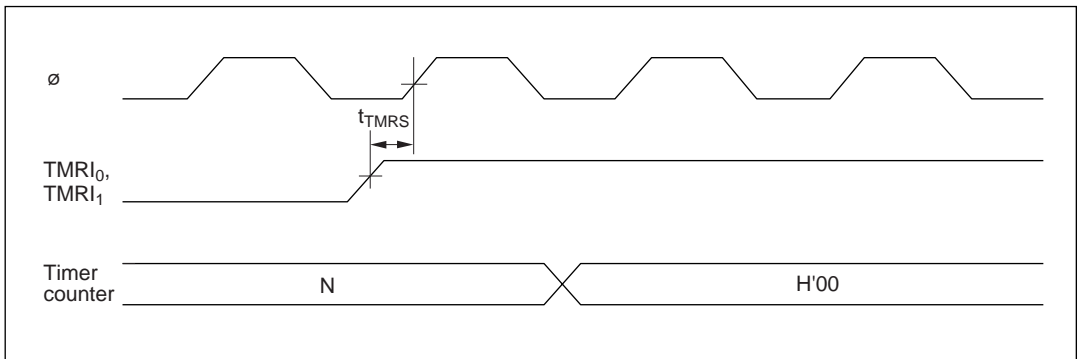 ø
tTMRS
TMRI0,
TMRI1
Timer
counter
N
H'00